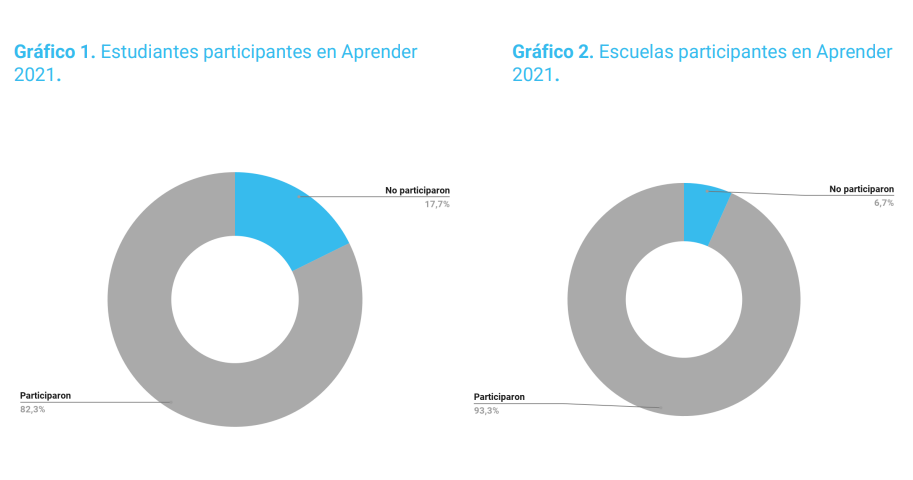 Gráfico 1. Estudiantes participantes en Aprender
2021.
Gráfico 2. Escuelas participantes en Aprender
2021.
No participaron
17,7%
Participaron
82,3%
No participaron
6,7%
Participaron
93,3%